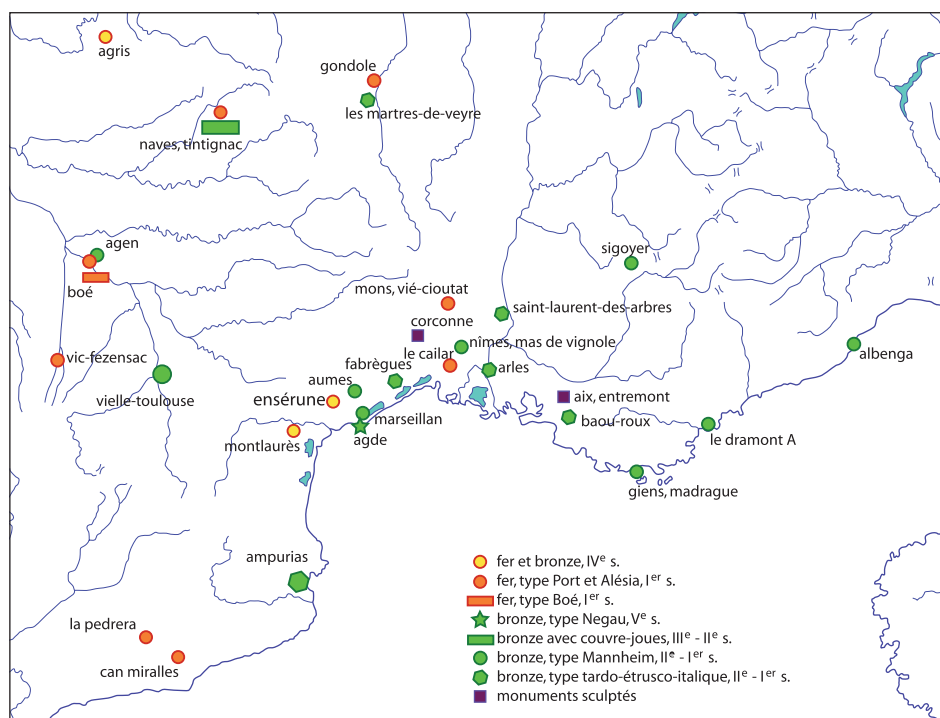 agris
gondole
les martres-de-veyre
naves, tintignac
agen
sigoyer
boé
mons, vié-cioutat
saint-laurent-des-arbres
corconne
nîmes, mas de vignole
albenga
vic-fezensac
le cailar
fabrègues
arles
aumes
vielle-toulouse
ensérune
aix, entremont
marseillan
baou-roux
agde
le dramont A
montlaurès
giens, madrague
ampurias
la pedrera
can miralles
fer et bronze, IVe s.
fer, type Port et Alésia, Ier s.
fer, type Boé, Ier s.
bronze, type Negau, Ve s.
bronze avec couvre-joues, IIIe - IIe s.
bronze, type Mannheim, IIe - Ier s.
bronze, type tardo-étrusco-italique, IIe - Ier s.
monuments sculptés